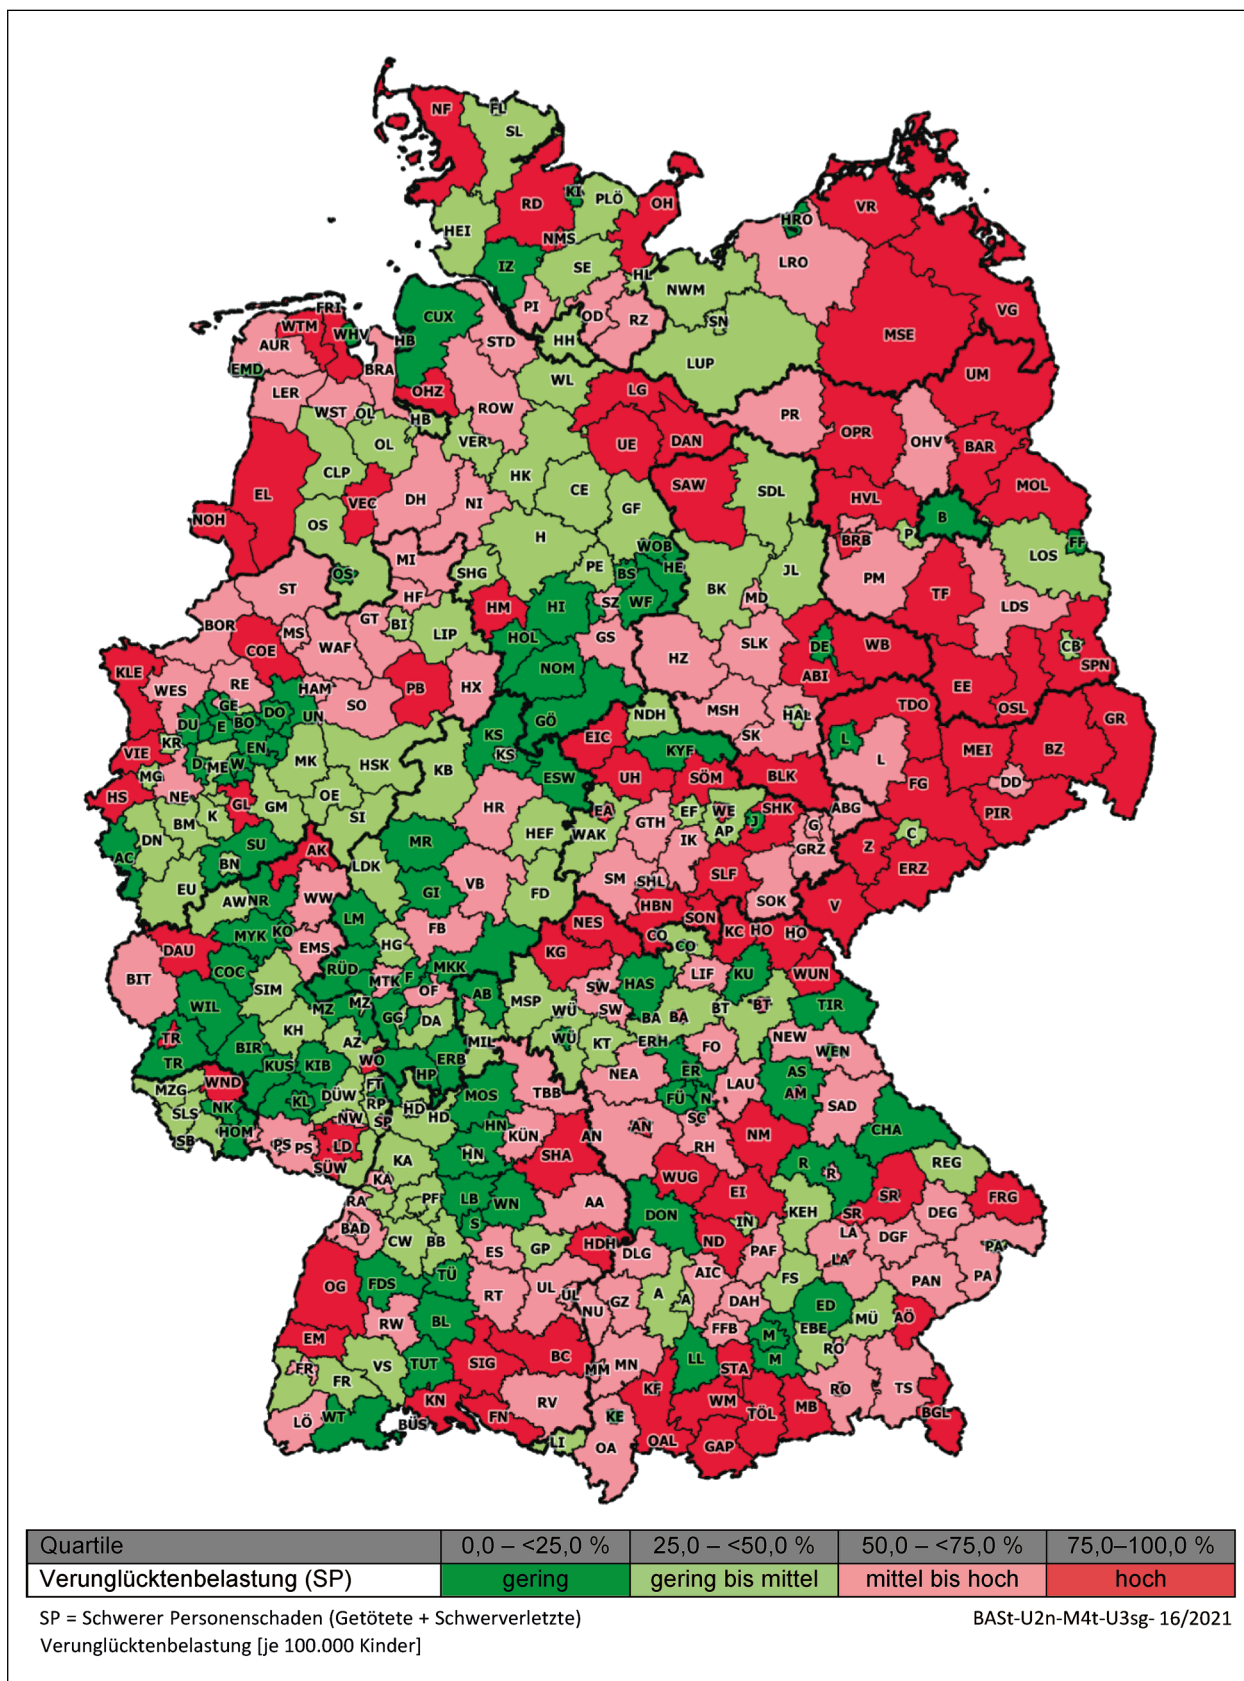 NF FL
SL
KI PLÖ OH
RD
HEI NMS
IZ SE
HL
HRO VR
LRO
NWM
SN
VG
MSE
LUP
FRI
WTM
AUR WHV
EMD
CUX
HB
PI OD RZ
STD
HH
BRA
LER
OHZ
WL
LG
UM
WST OL
ROW
HB
PR
OPR OHV BAR
OL VER
UE DAN
CLP
HK
SAW SDL
MOL
EL
VEC DH NI
CE
HVL
NOH OS
GF
B
BRB P
H
WOB
LOS FF
MI
SHG PE HE
BS
JL
ST
OS
BK
PM
HF
HM HI SZ WF
MD
TF
LDS
BOR GT
MS BI
COE WAF LIP
HOL GS
SLK
DE WB
CB
KLE
HZ
ABI
SPN
WES RE HAM
PB HX
NOM
EE
GE
SO
MSH HAL
TDO
OSL
GR
DU E BO DO UN
GÖ NDH
KR EN
KS
SK
L
MEI BZ
VIE
D ME W
MK HSK
KS
EIC KYF
L
MG
KB
ESW
UH SÖM BLK
FG
DD
HS NE GL
OE
HR
EA
EF WE SHK ABG
PIR
K GM
BM
DN
SI
HEF WAK
GTH
AP J
G
C
SU
MR
IK
GRZ Z
AC
BN
AK
LDK
ERZ
EU
GI
VB FD
SM SHL SLF
AW NR WW
HBN
SOK
V
LM
FB
NES
SON
MYK KO
CO KC HO HO
DAU
EMS
HG
KG
CO
BIT
COC
RÜD
MKK
LIF KU
WUN
SIM
MTK F
OF
AB
SW HAS
WIL
MZ MZ
MSP
SW
BA BA BT BT
TIR
GG DA
WÜ
TR
KH
AZ
MIL
WÜ KT ERH
FO
NEW
WEN
BIR
WO
ERB
TR
KUS KIB
HP
NEA
ER
LAU
AS
WND
FT
TBB
MZG
DÜW RP
MOS
FÜ N
AM
SAD
SLS
NK
KL
HD
HD
NW SP
HN KÜN AN
AN
SC
CHA
SB HOM
PS PS LD
RH NM
SÜW
KA
HN
SHA
R
R
REG
KA
WUG
RA
PF
LB WN
AA
EI
SR
FRG
BAD
S
DON
KEH SR
DEG
CW BB
ES GP
HDH
IN
LA
DGF
PA
DLG
ND PAF
LA
OG
FDS TÜ
UL
AIC
FS
PAN PA
RT
UL
GZ
A A
DAH
ED
RW
BL
NU
FFB
M
EBE MÜ AÖ
EM
RO
FR
VS
TUT
SIG BC
MM MN
LL STA
M
FR
KF
RO TS
LÖ WT
KN
RV
WM
MB
BÜS
FN
KE
TÖL
BGL
LI
OA
OAL
GAP
Quartile 0,0 – <25,0 % 25,0 – <50,0 % 50,0 – <75,0 % 75,0–100,0 %
Verunglücktenbelastung (SP) gering gering bis mittel mittel bis hoch hoch
SP = Schwerer Personenschaden (Getötete + Schwerverletzte) BASt-U2n-M4t-U3sg- 16/2021
Verunglücktenbelastung [je 100.000 Kinder]